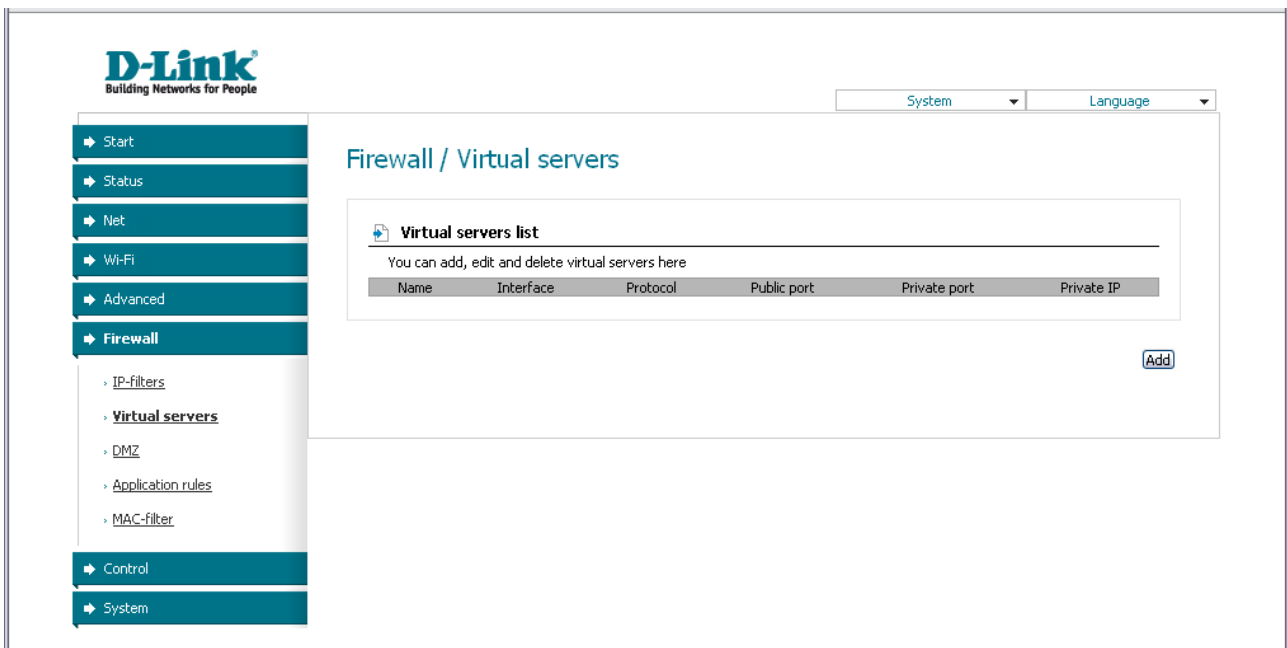 D-Link
Building Networks for People
System Language
Start
Status
Net
Wi-Fi
Advanced
Firewall
IP-filters
Virtual servers
DMZ
Application rules
MAC-filter
Control
System
Firewall / Virtual servers
Virtual servers list
You can add, edit and delete virtual servers here
Name Interface Protocol Public port Private port Private IP
Add